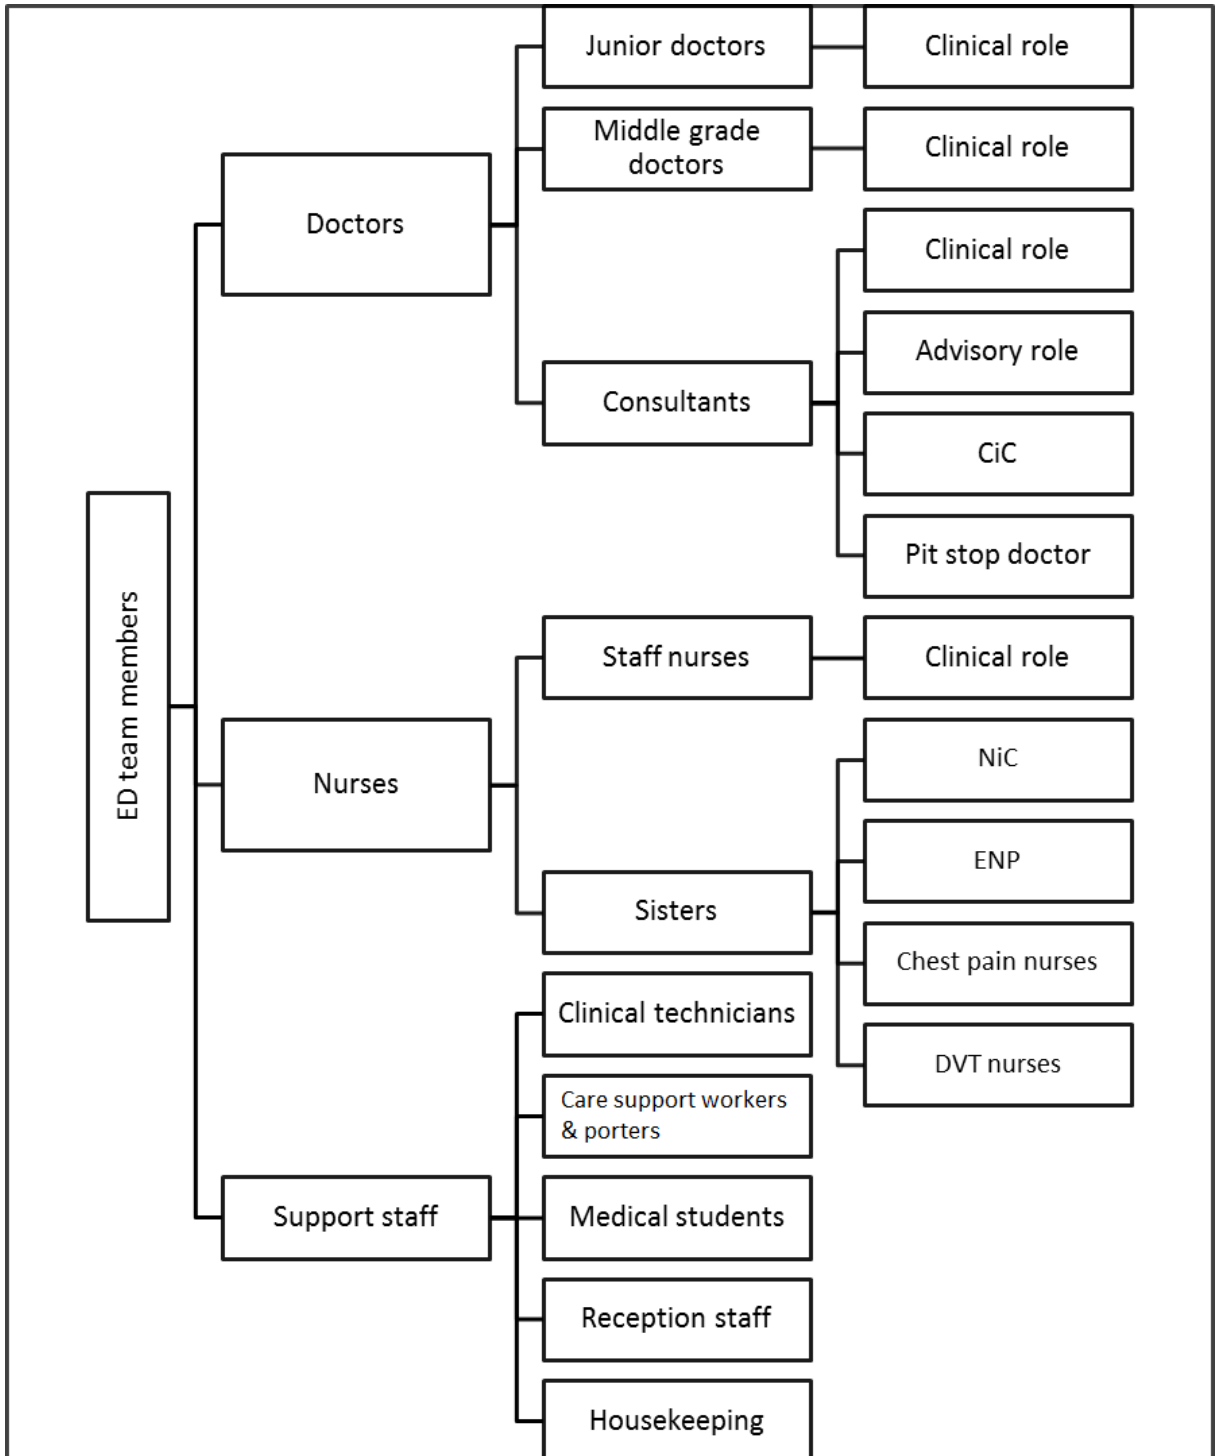 Junior doctors
Clinical role
Middle grade
doctors
Clinical role
Doctors
Clinical role
Advisory role
Consultants
CiC
Pit stop doctor
ED team members
Staff nurses
Clinical role
Nurses
NiC
ENP
Sisters
Chest pain nurses
DVT nurses
Clinical technicians
Care support workers
& porters
Support staff
Medical students
Reception staff
Housekeeping